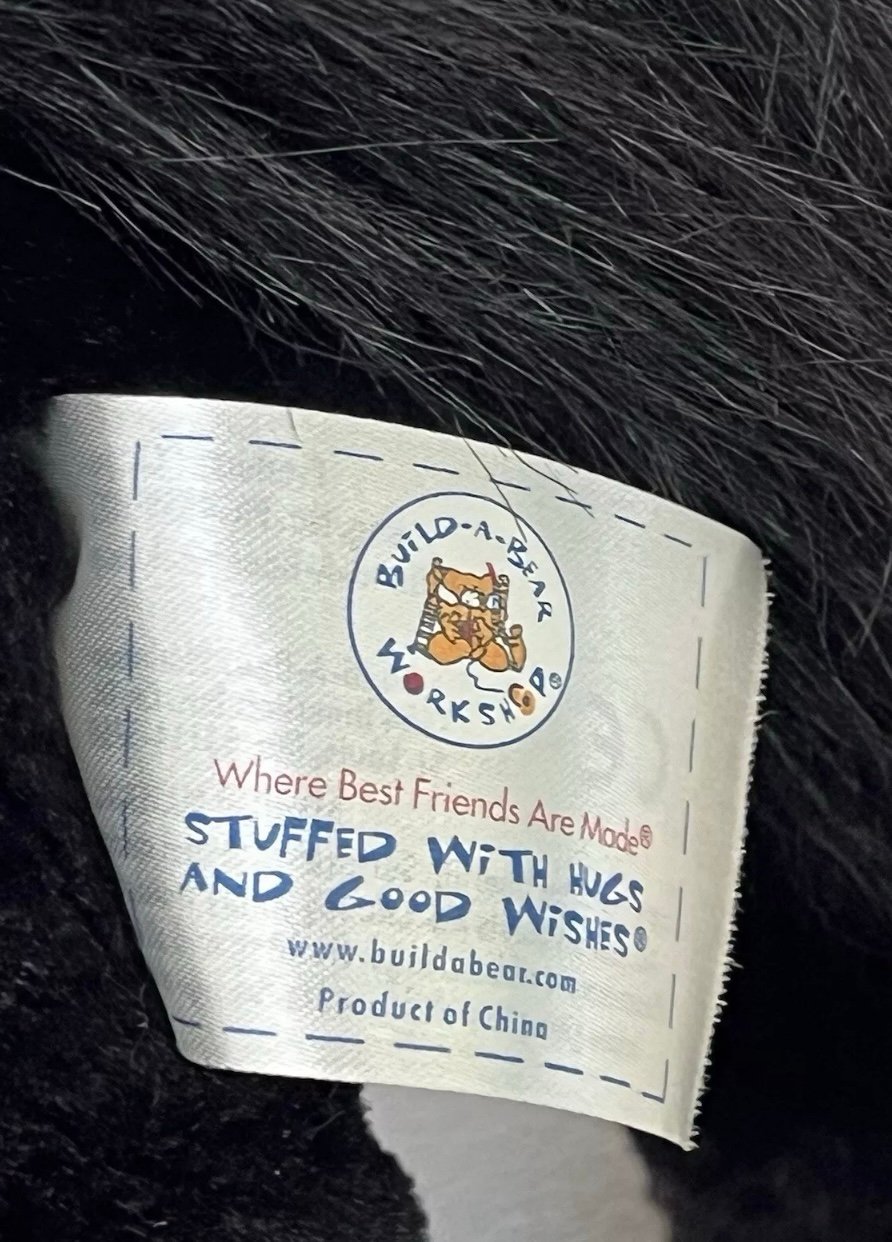 BUiLD-A-BEAR
WORKSHOP®
Where Best Friends Are Made®
STUFFED WiTH HUGS
AND GOOD WiSHES®
www.buildabear.com
Product of China